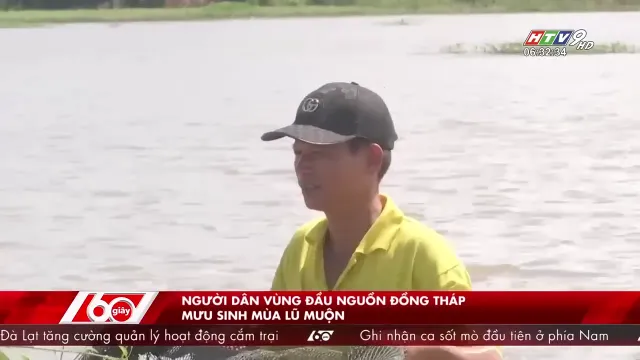 HTV9 HD
06:32:34
60 giây
NGƯỜI DÂN VÙNG ĐẦU NGUỒN ĐỒNG THÁP
MƯU SINH MÙA LŨ MUỘN
Đà Lạt tăng cường quản lý hoạt động cắm trại
60
Ghi nhận ca sốt mò đầu tiên ở phía Nam